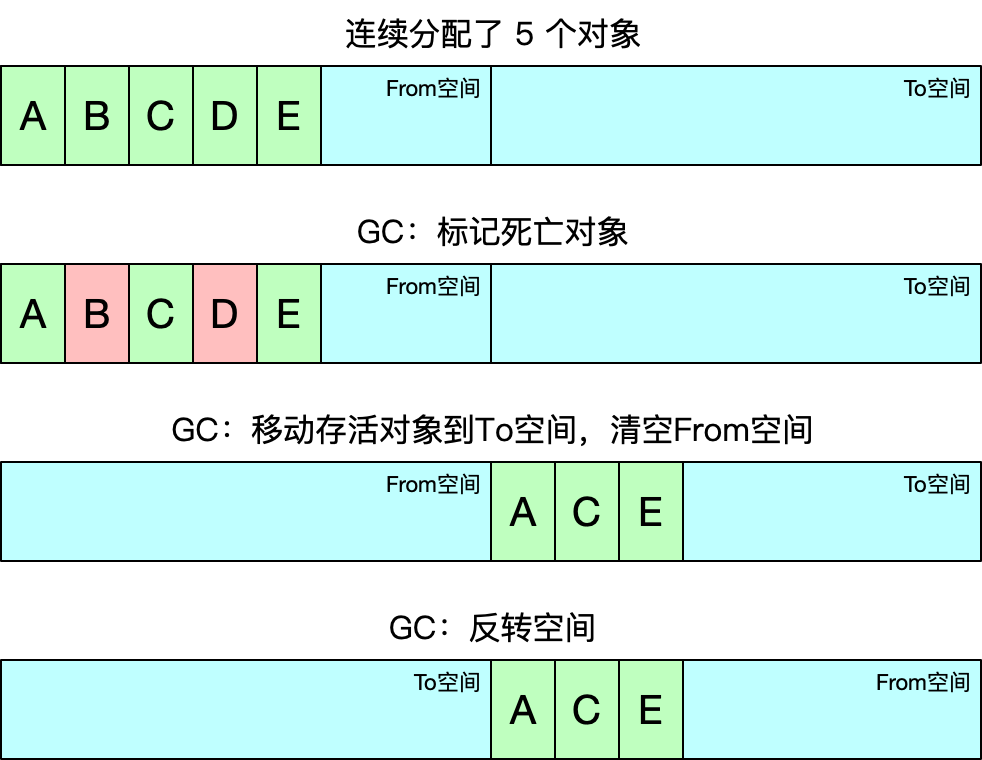 连续分配了 5 个对象
A B C D E From空间 To空间
GC：标记死亡对象
A B C D E From空间 To空间
GC：移动存活对象到To空间，清空From空间
From空间 A C E To空间
GC：反转空间
To空间 A C E From空间